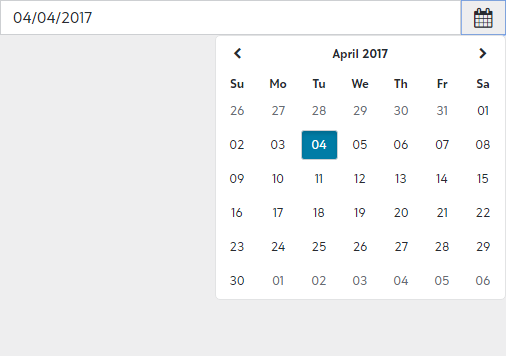 04/04/2017
April 2017
Su Mo Tu We Th Fr Sa
26 27 28 29 30 31 01
02 03 04 05 06 07 08
09 10 11 12 13 14 15
16 17 18 19 20 21 22
23 24 25 26 27 28 29
30 01 02 03 04 05 06